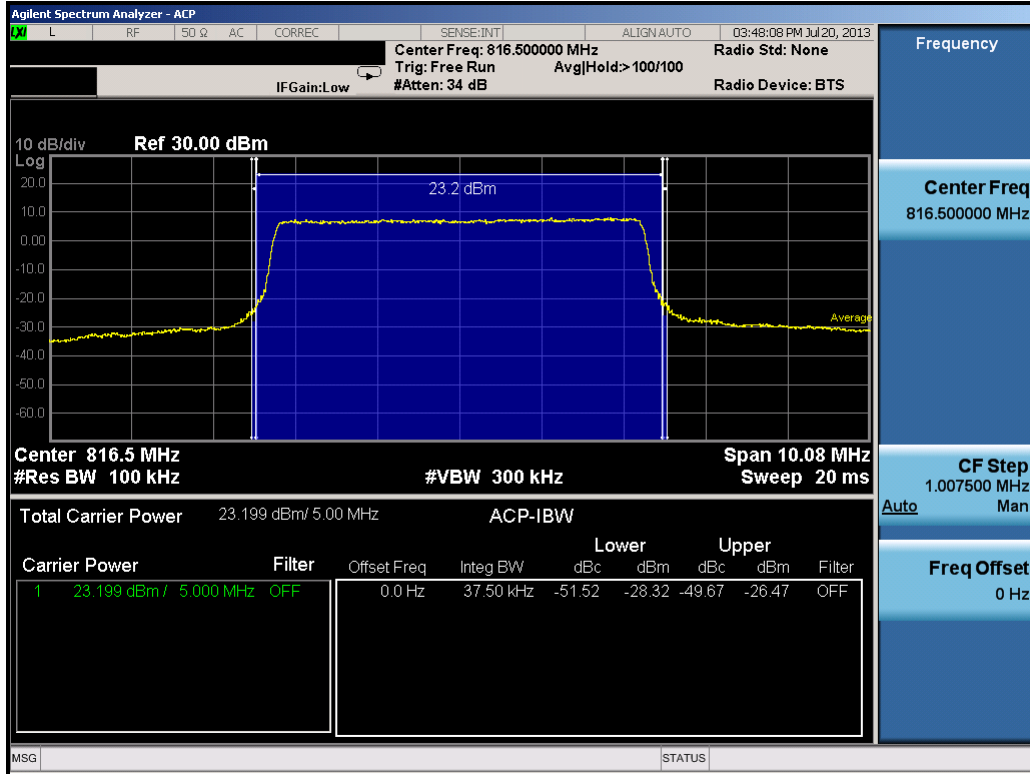 Agilent Spectrum Analyzer - ACP
LXI L RF 50 Ω AC CORREC SENSE:INT ALIGN AUTO 03:48:08 PM Jul 20, 2013
Center Freq: 816.500000 MHz Radio Std: None
Trig: Free Run Avg|Hold:>100/100
IFGain:Low #Atten: 34 dB Radio Device: BTS
10 dB/div Ref 30.00 dBm
Log
20.0
10.0
0.00
-10.0
-20.0
-30.0
-40.0
-50.0
-60.0
23.2 dBm
Average
Center 816.5 MHz Span 10.08 MHz
#Res BW 100 kHz #VBW 300 kHz Sweep 20 ms
Total Carrier Power 23.199 dBm/ 5.00 MHz ACP-IBW
Lower Upper
Carrier Power Filter Offset Freq Integ BW dBc dBm dBc dBm Filter
1 23.199 dBm / 5.000 MHz OFF 0.0 Hz 37.50 kHz -51.52 -28.32 -49.67 -26.47 OFF
Frequency
Center Freq
816.500000 MHz
CF Step
1.007500 MHz
Auto Man
Freq Offset
0 Hz
MSG STATUS